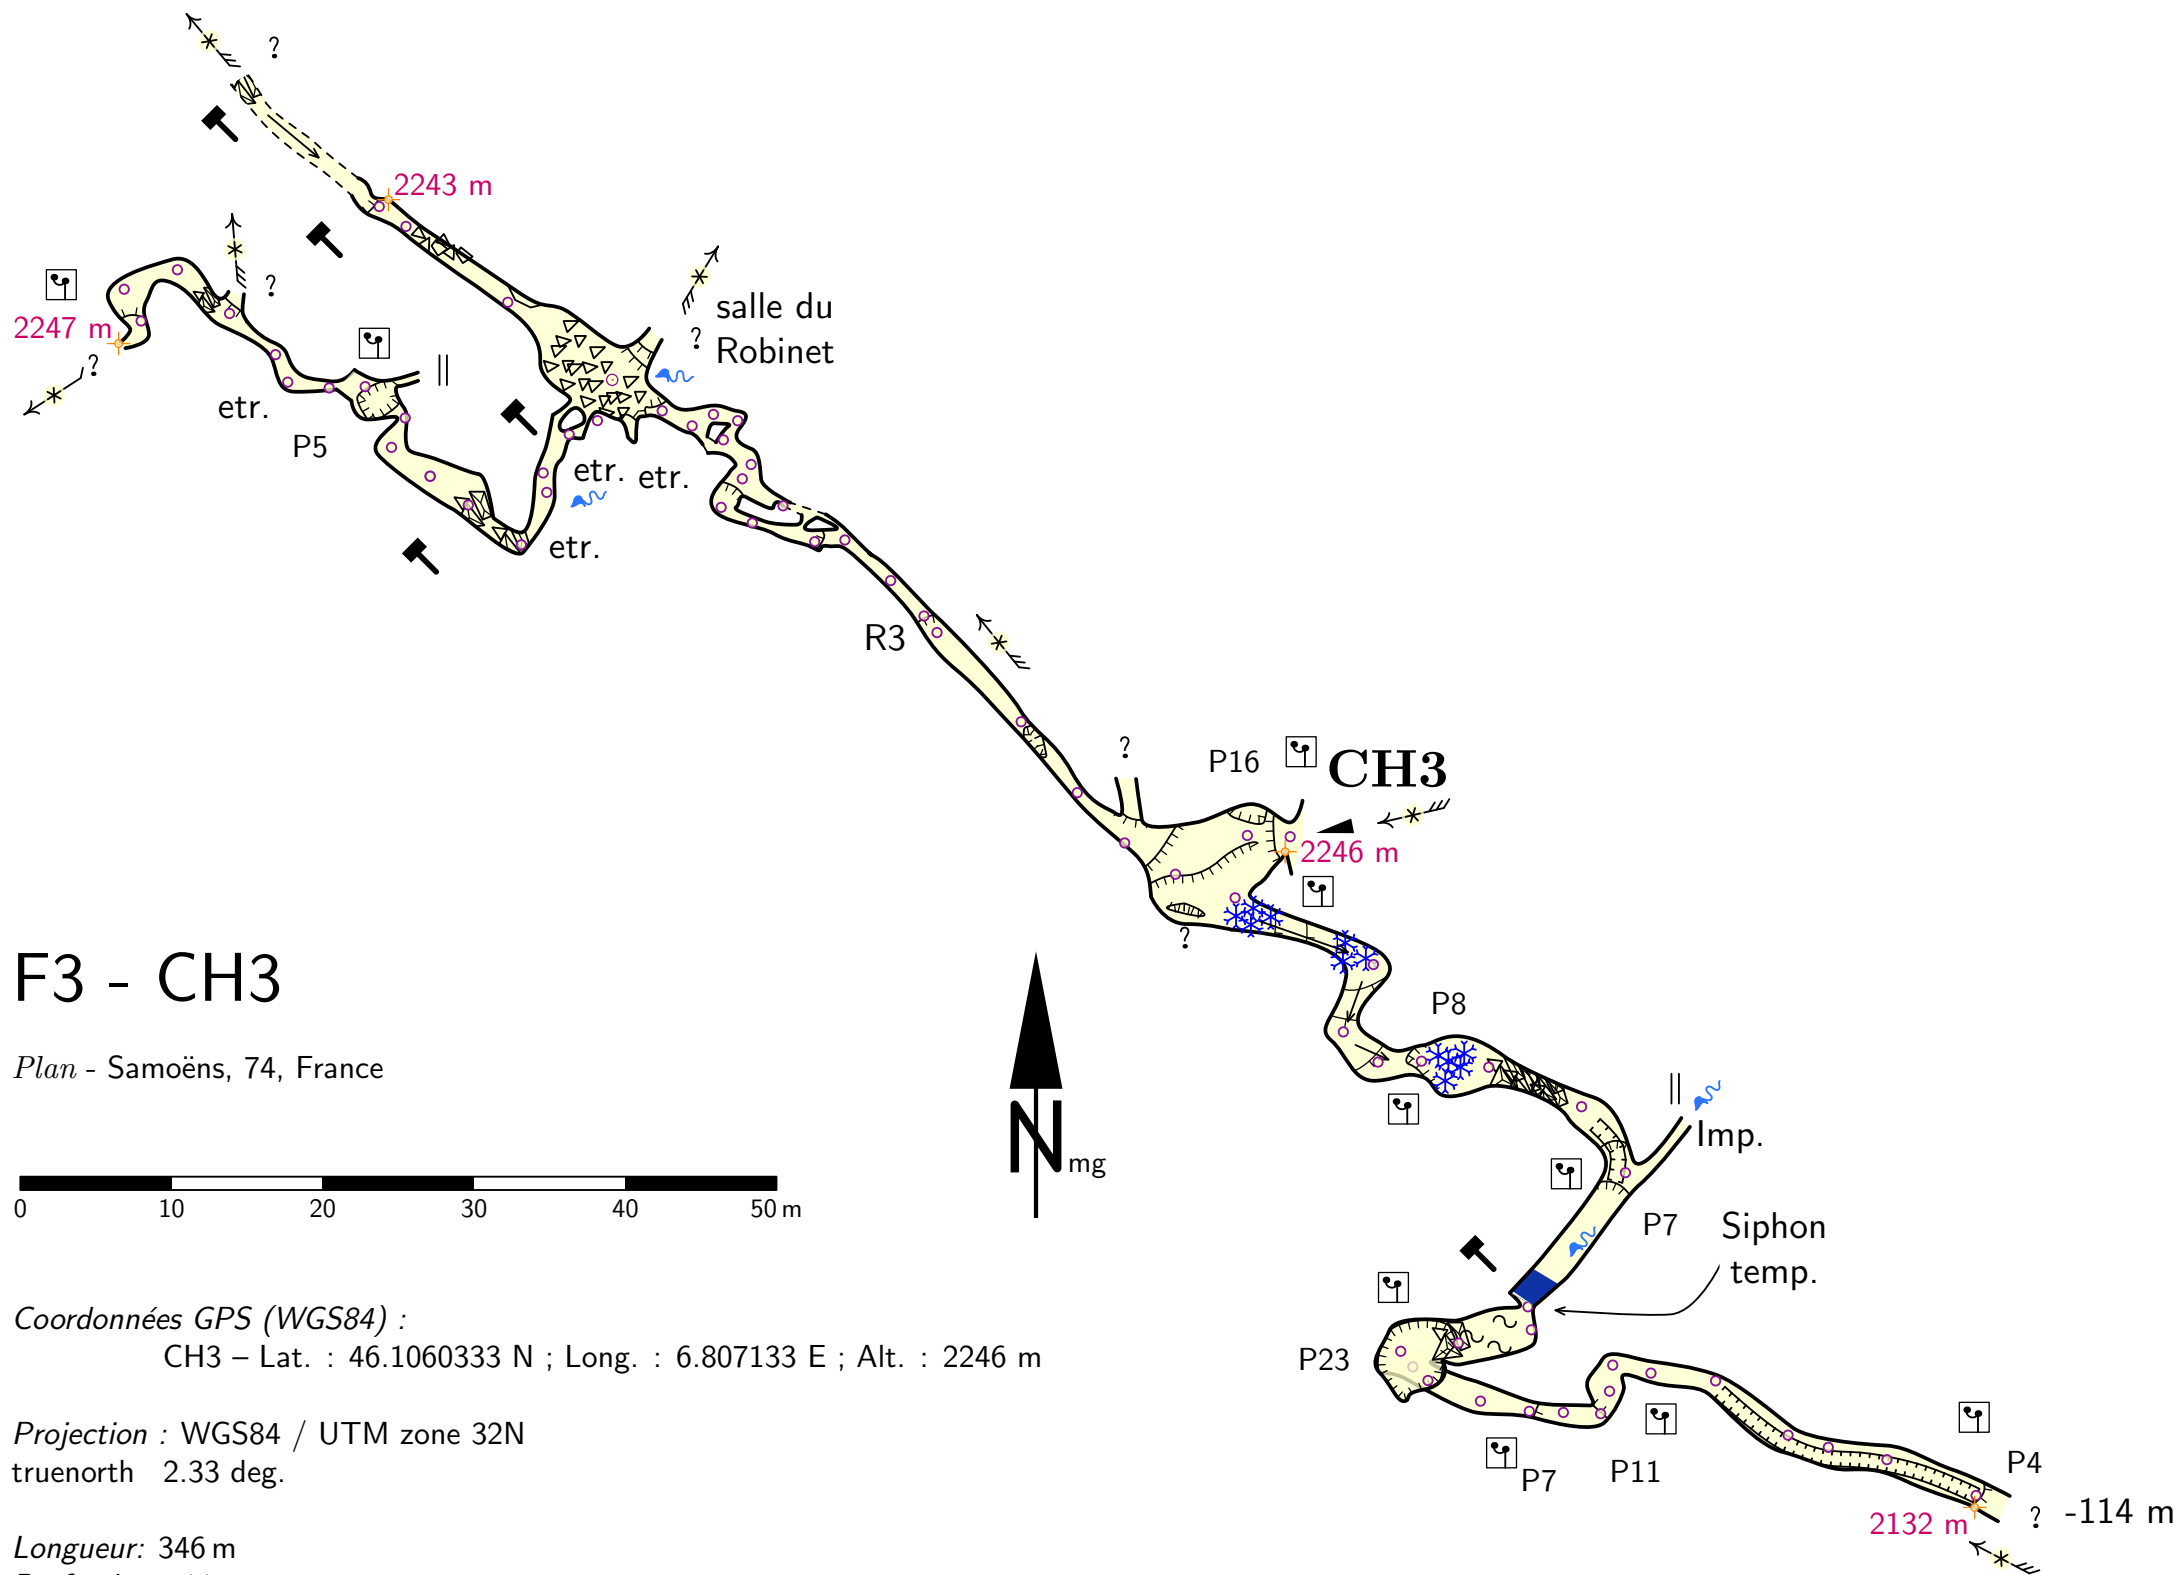 ?
2243 m
?
salle du
Robinet
?
2247 m
?
etr.
P5
etr.
etr.
etr.
R3
?
P16
CH3
2246 m
?
F3 - CH3
Plan - Samoëns, 74, France
P8
Imp.
N mg
0 10 20 30 40 50 m
P7
Siphon
temp.
Coordonnées GPS (WGS84) :
CH3 – Lat. : 46.1060333 N ; Long. : 6.807133 E ; Alt. : 2246 m
P23
Projection : WGS84 / UTM zone 32N
truenorth 2.33 deg.
P7
P11
P4
? -114 m
2132 m
Longueur: 346 m